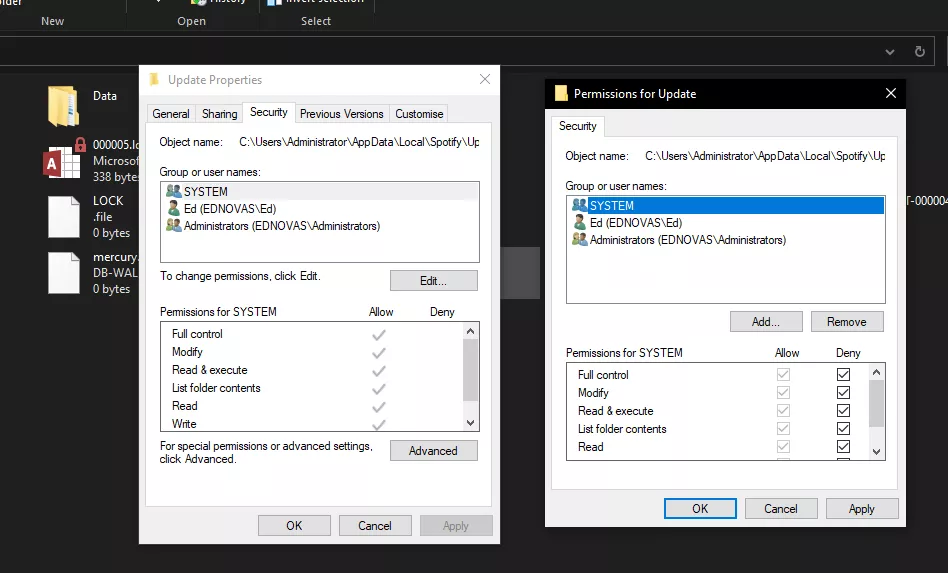 History
Invert selection
New
Open
Select
Data
000005.lo
Microsof
338 bytes
LOCK
.file
0 bytes
mercury.
DB-WAL
0 bytes
Update Properties
General
Sharing
Security
Previous Versions
Customise
Object name:
C:\Users\Administrator\AppData\Local\Spotify\Up
Group or user names:
SYSTEM
Ed (EDNOVAS\Ed)
Administrators (EDNOVAS\Administrators)
To change permissions, click Edit.
Edit...
Permissions for SYSTEM
Allow
Deny
Full control
Modify
Read & execute
List folder contents
Read
Write
For special permissions or advanced settings,
click Advanced.
Advanced
OK
Cancel
Apply
Permissions for Update
Security
Object name:
C:\Users\Administrator\AppData\Local\Spotify\Up
Group or user names:
SYSTEM
Ed (EDNOVAS\Ed)
Administrators (EDNOVAS\Administrators)
Add...
Remove
Permissions for SYSTEM
Allow
Deny
Full control
Modify
Read & execute
List folder contents
Read
OK
Cancel
Apply